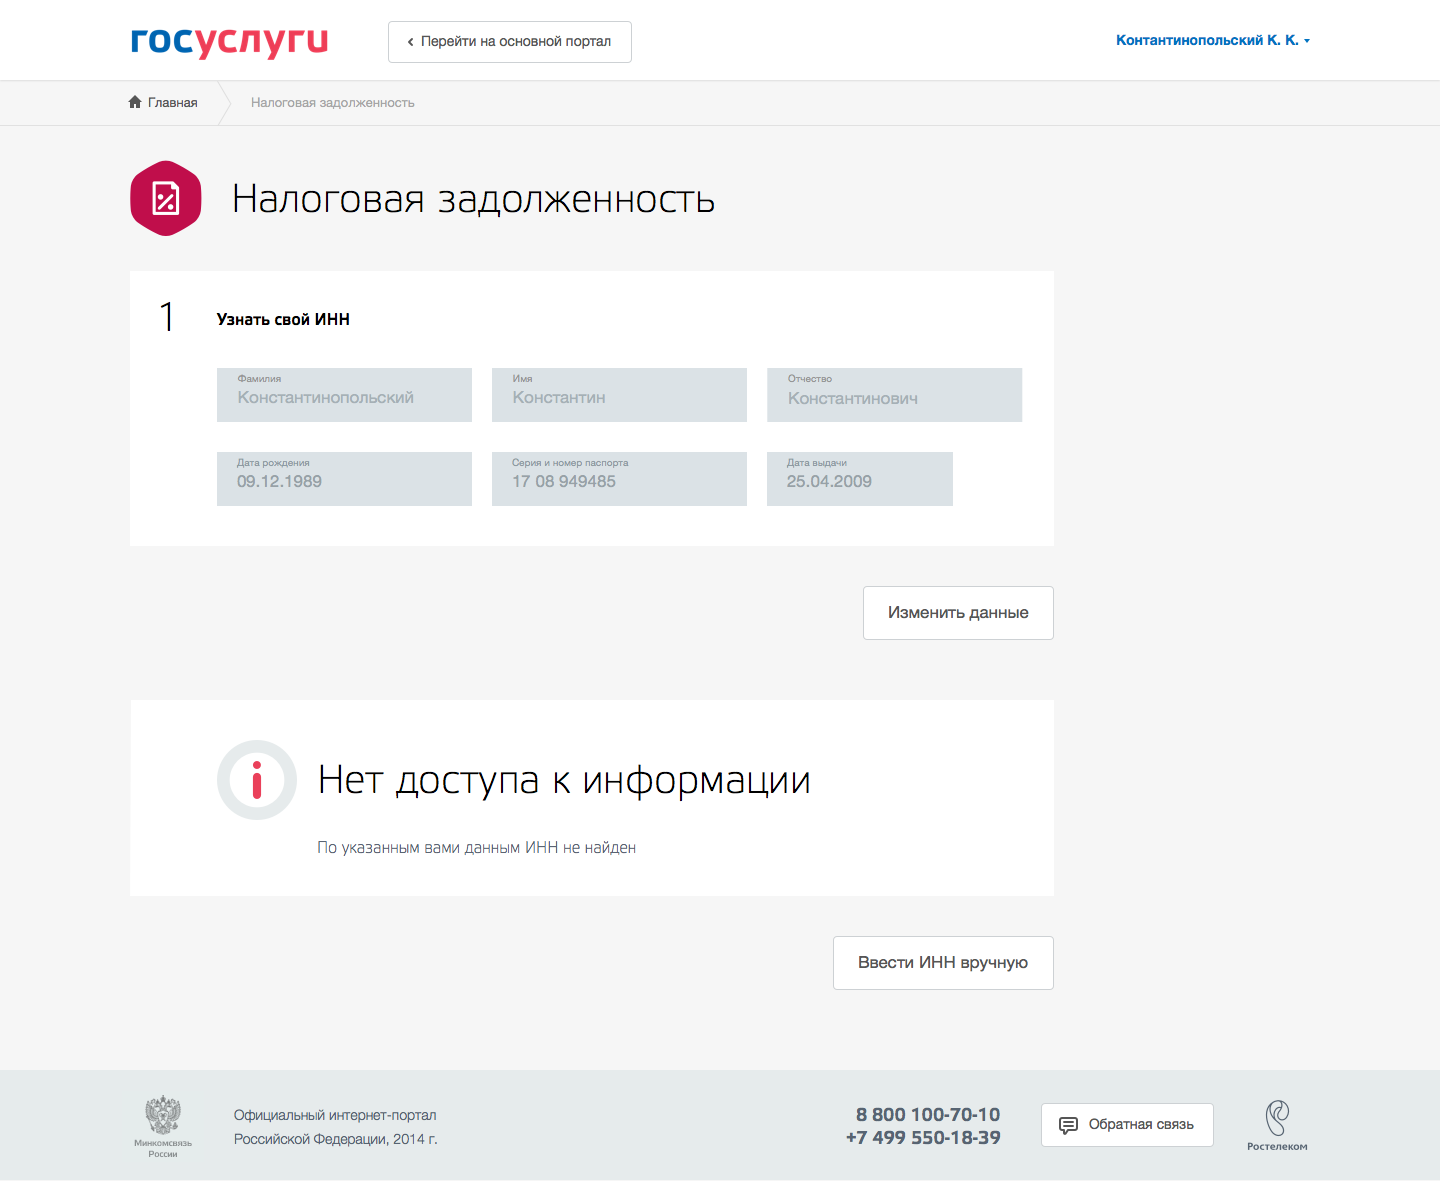 госуслуги
Перейти на основной портал
Контантинопольский К. К.
Главная
Налоговая задолженность
Налоговая задолженность
1
Узнать свой ИНН
Фамилия
Константинопольский
Имя
Константин
Отчество
Константинович
Дата рождения
09.12.1989
Серия и номер паспорта
17 08 949485
Дата выдачи
25.04.2009
Изменить данные
Нет доступа к информации
По указанным вами данным ИНН не найден
Ввести ИНН вручную
Минкомсвязь
России
Официальный интернет-портал
Российской Федерации, 2014 г.
8 800 100-70-10
+7 499 550-18-39
Обратная связь
Ростелеком